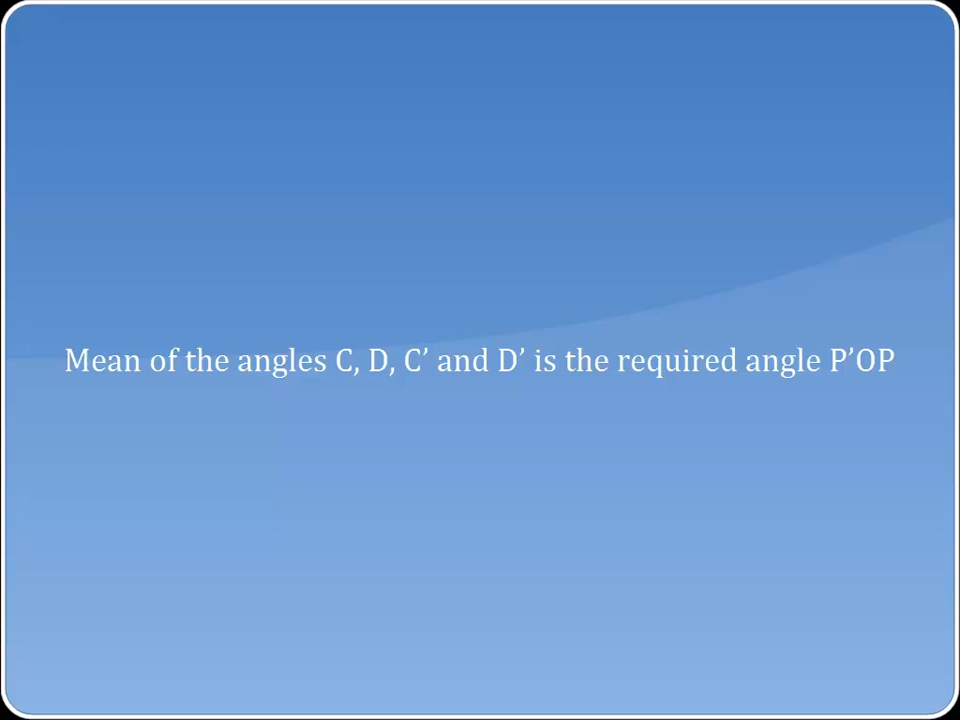 Mean of the angles C, D, C’ and D’ is the required angle P’OP